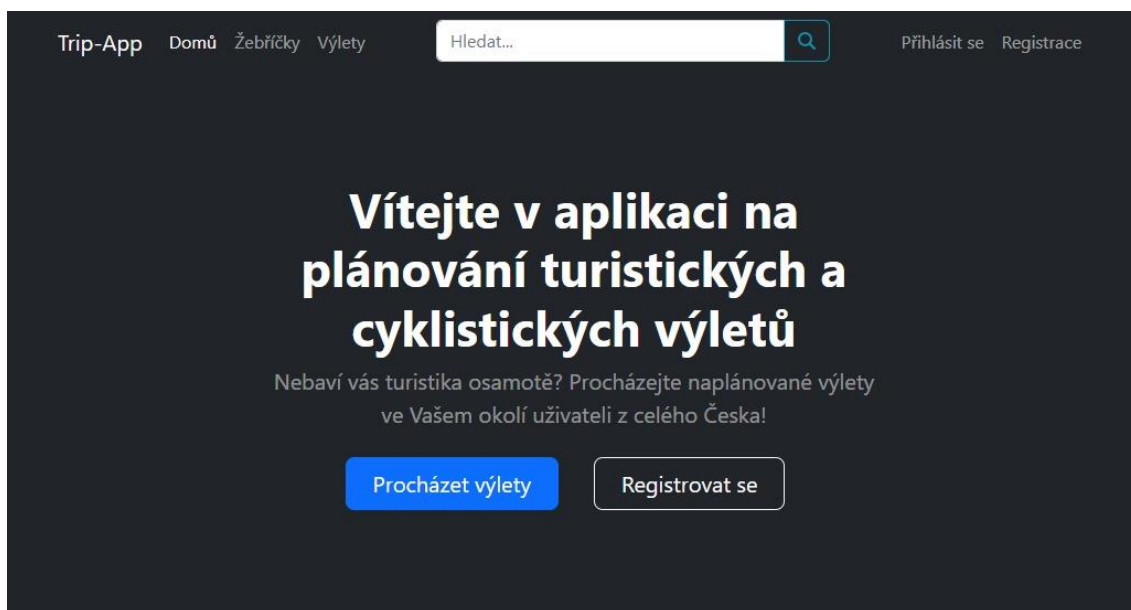 Trip-App Domů Žebříčky Výlety Hledat... Přihlásit se Registrace
Vítejte v aplikaci na
plánování turistických a
cyklistických výletů
Nebaví vás turistika osamotě? Procházejte naplánované výlety
ve Vašem okolí uživateli z celého Česka!
Procházet výlety Registrovat se